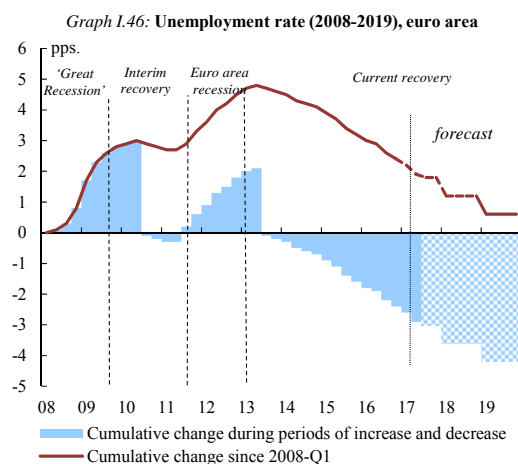 Graph I.46: Unemployment rate (2008-2019), euro area
pps.
6
5
4
3
2
1
0
-1
-2
-3
-4
-5
'Great
Recession'
Interim
recovery
Euro area
recession
Current recovery
forecast
08 09 10 11 12 13 14 15 16 17 18 19
Cumulative change during periods of increase and decrease
Cumulative change since 2008-Q1